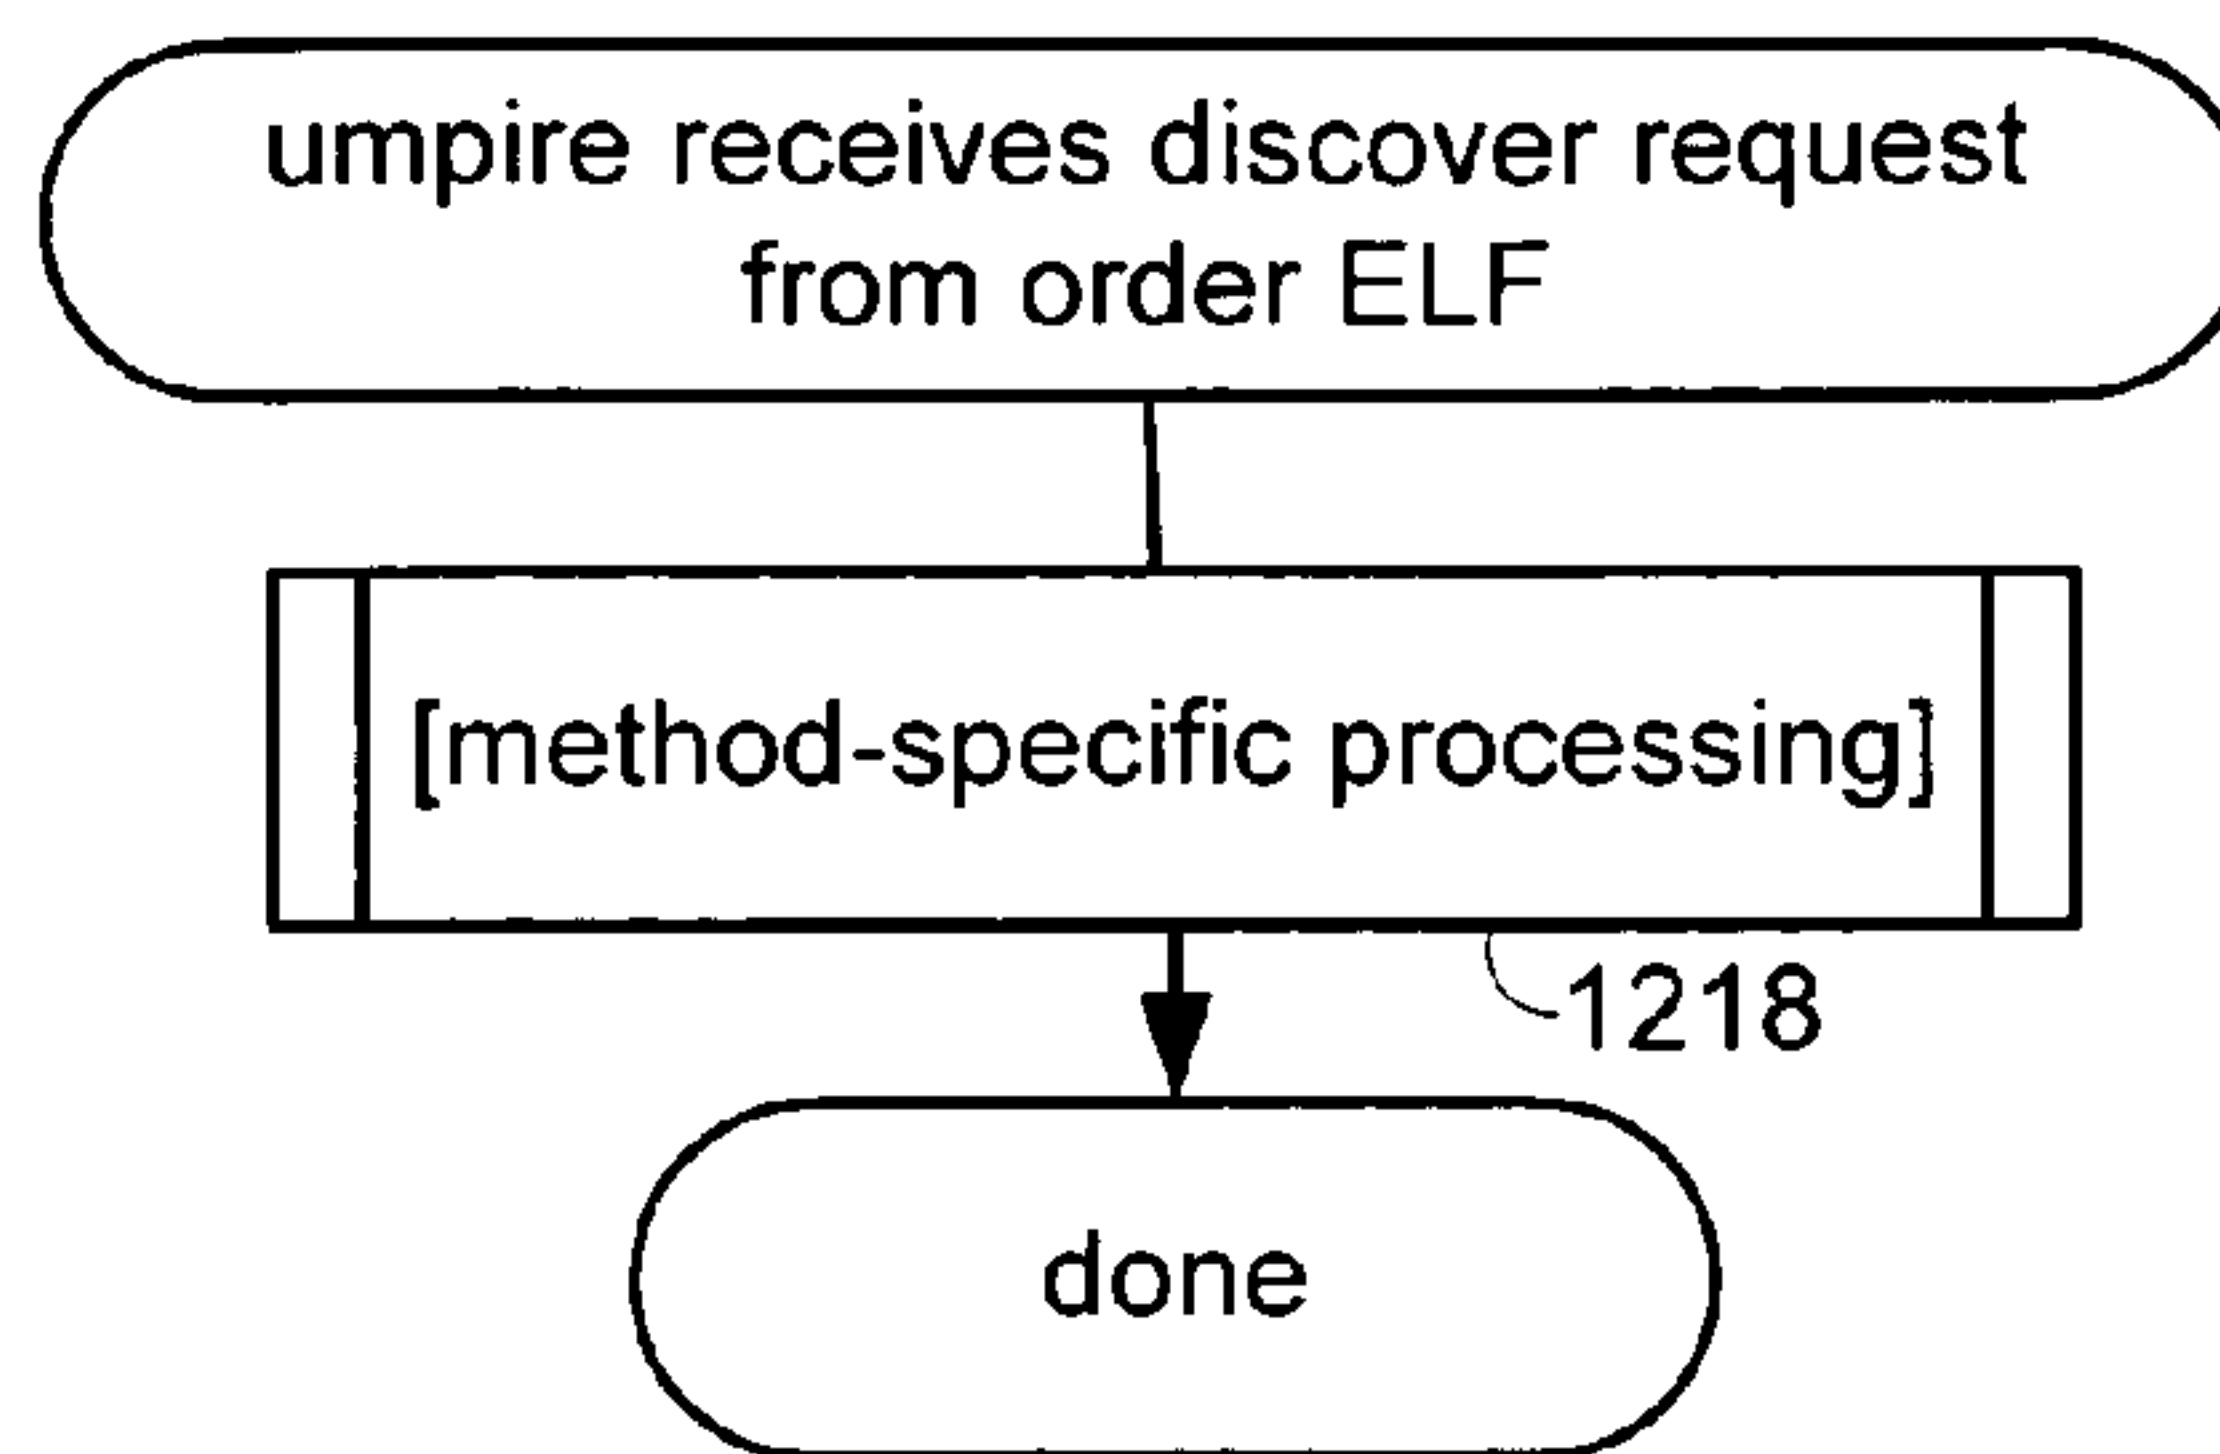 umpire receives discover request
from order ELF
[method-specific processing]
1218
done